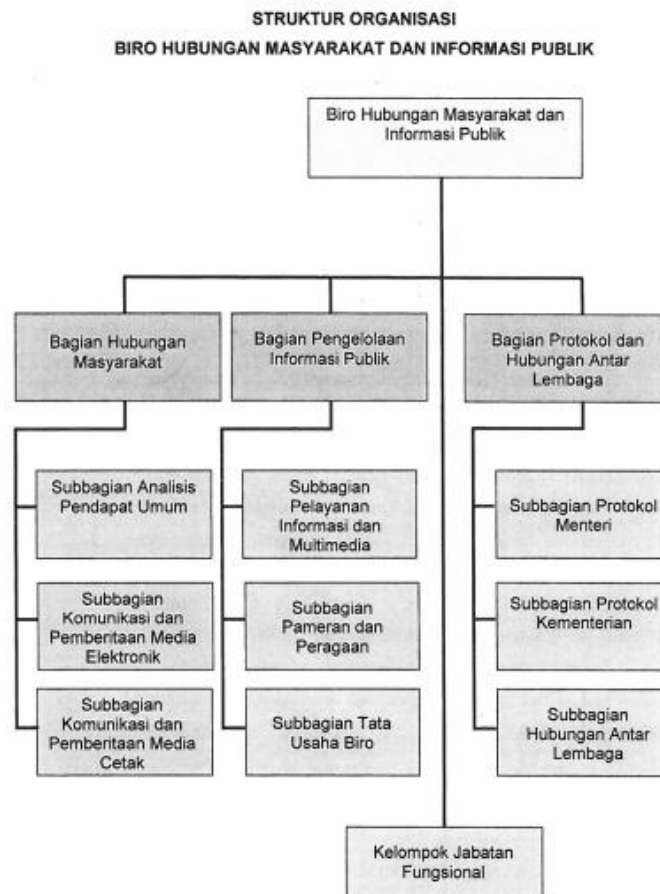 STRUKTUR ORGANISASI
BIRO HUBUNGAN MASYARAKAT DAN INFORMASI PUBLIK
Biro Hubungan Masyarakat dan
Informasi Publik
Bagian Hubungan
Masyarakat
Bagian Pengelolaan
Informasi Publik
Bagian Protokol dan
Hubungan Antar
Lembaga
Subbagian Analisis
Pendapat Umum
Subbagian
Pelayanan
Informasi dan
Multimedia
Subbagian Protokol
Menteri
Subbagian
Komunikasi dan
Pemberitaan Media
Elektronik
Subbagian
Pameran dan
Peragaan
Subbagian Protokol
Kementerian
Subbagian
Komunikasi dan
Pemberitaan Media
Cetak
Subbagian Tata
Usaha Biro
Subbagian
Hubungan Antar
Lembaga
Kelompok Jabatan
Fungsional